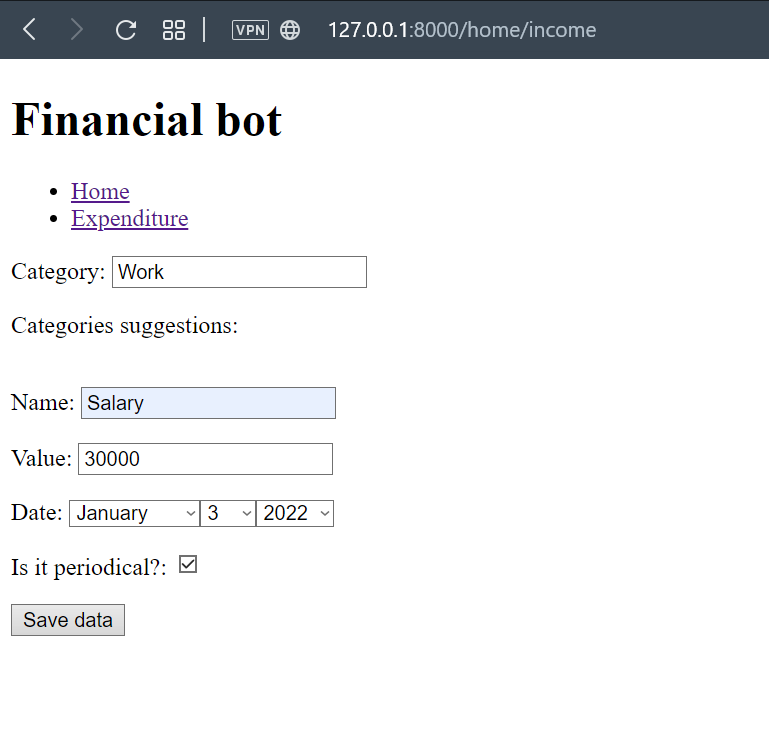 VPN 127.0.0.1:8000/home/income
Financial bot
Home
Expenditure
Category: Work
Categories suggestions:
Name: Salary
Value: 30000
Date: January 3 2022
Is it periodical?:
Save data